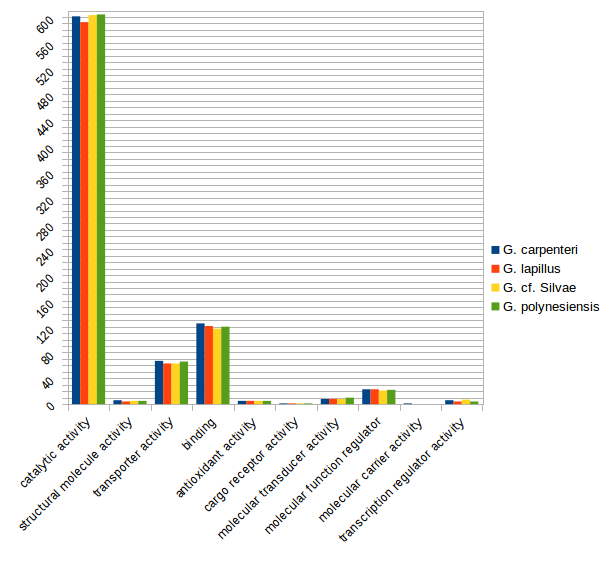 600
560
520
480
440
400
360
320
280
240
200
160
120
80
40
0
catalytic activity
structural molecule activity
transporter activity
binding
antioxidant activity
cargo receptor activity
molecular transducer activity
molecular function regulator
molecular carrier activity
transcription regulator activity
G. carpenteri
G. lapillus
G. cf. Silvae
G. polynesiensis